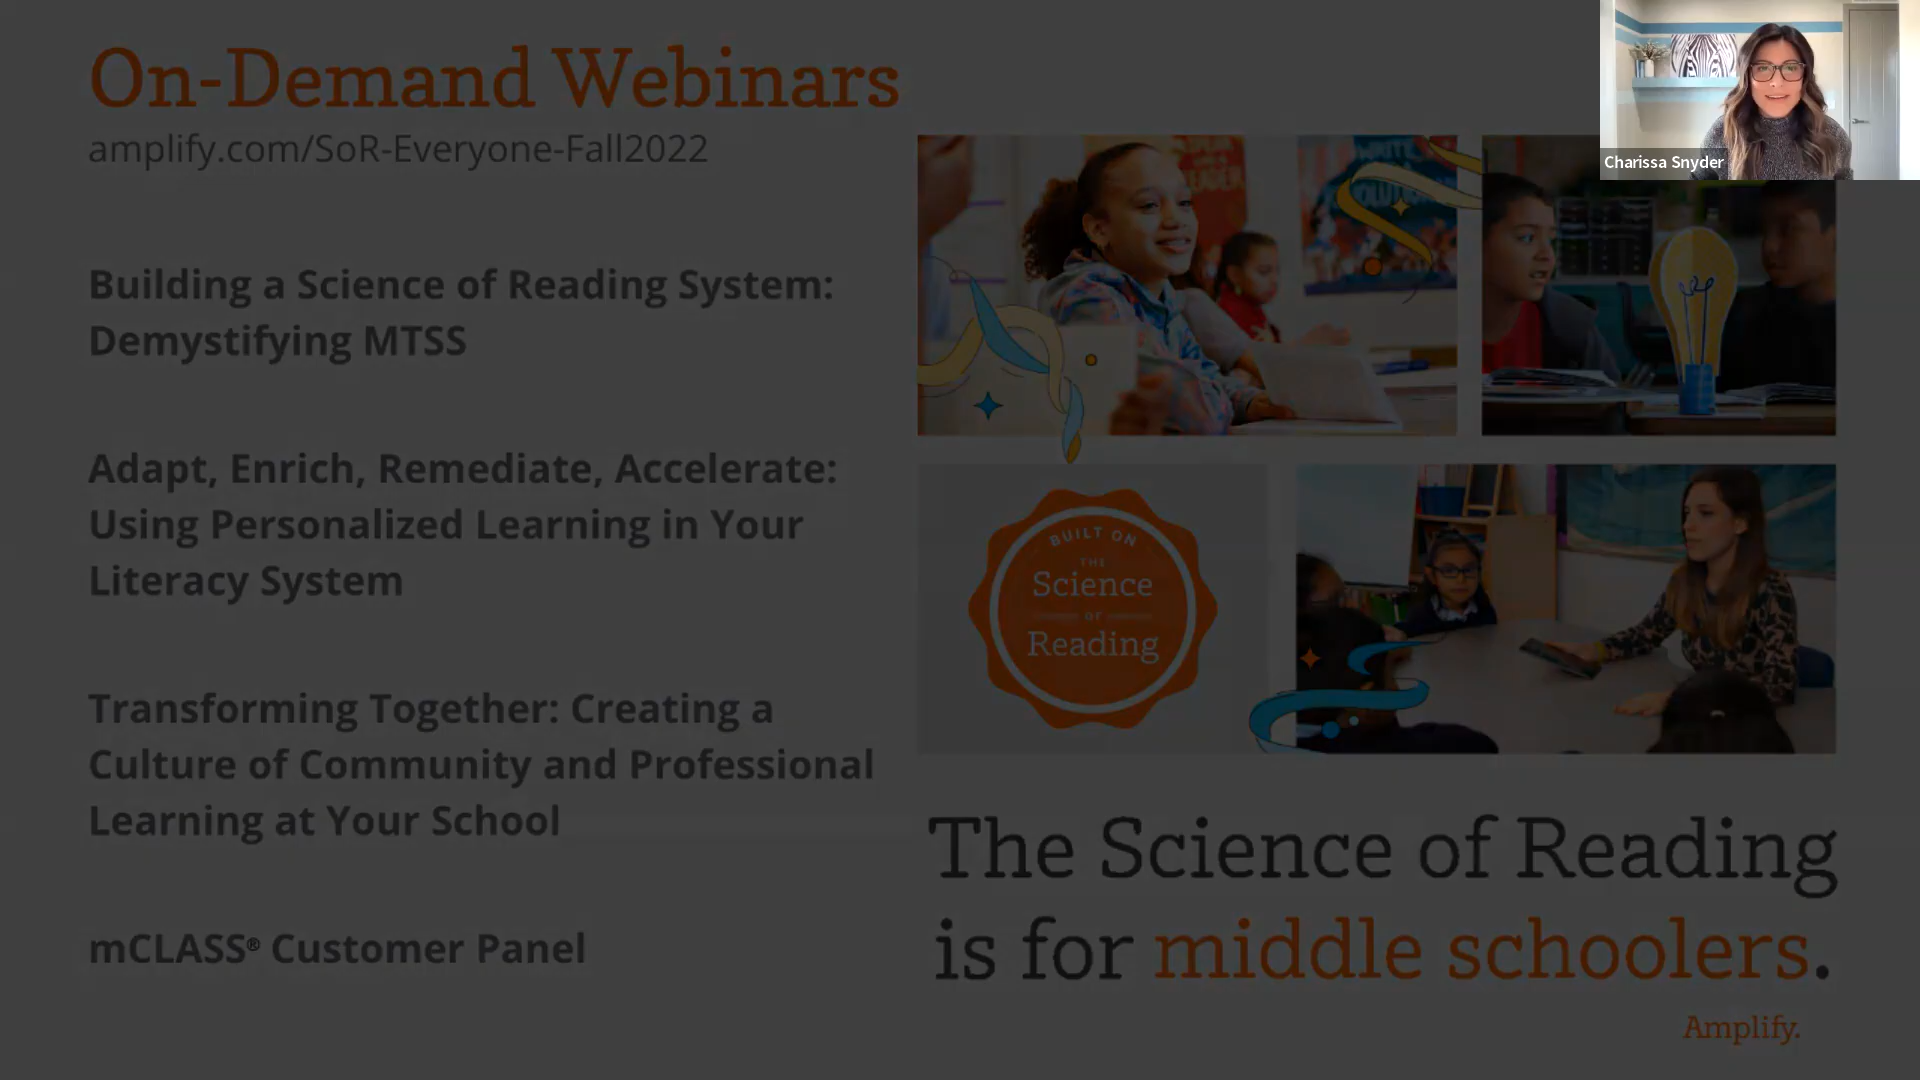 On-Demand Webinars
amplify.com/SoR-Everyone-Fall2022
Building a Science of Reading System:
Demystifying MTSS
Adapt, Enrich, Remediate, Accelerate:
Using Personalized Learning in Your
Literacy System
Transforming Together: Creating a
Culture of Community and Professional
Learning at Your School
mCLASS® Customer Panel
Charissa Snyder
BUILT ON
THE
Science
OF
Reading
The Science of Reading
is for middle schoolers.
Amplify.